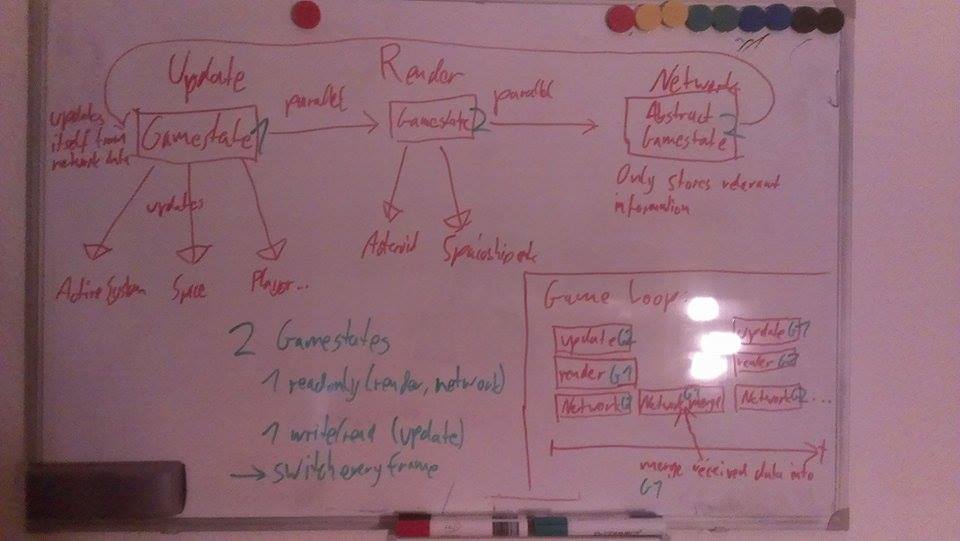 Update
Render
Network
updates
itself from
network data
Gamestate 1
parallel
Gamestate 2
parallel
Abstract
Gamestate 2
Only stores relevant
information
updates
Active System
Space
Player...
Asteroid
Spaceship etc
2 Gamestates
1 readonly (render, network)
1 write/read (update)
→ switch every frame
Game Loop:
update G2
render G1
Network G1
Network merge G1
update G1
render G2
Network G2 ...
t
merge received data into
G1